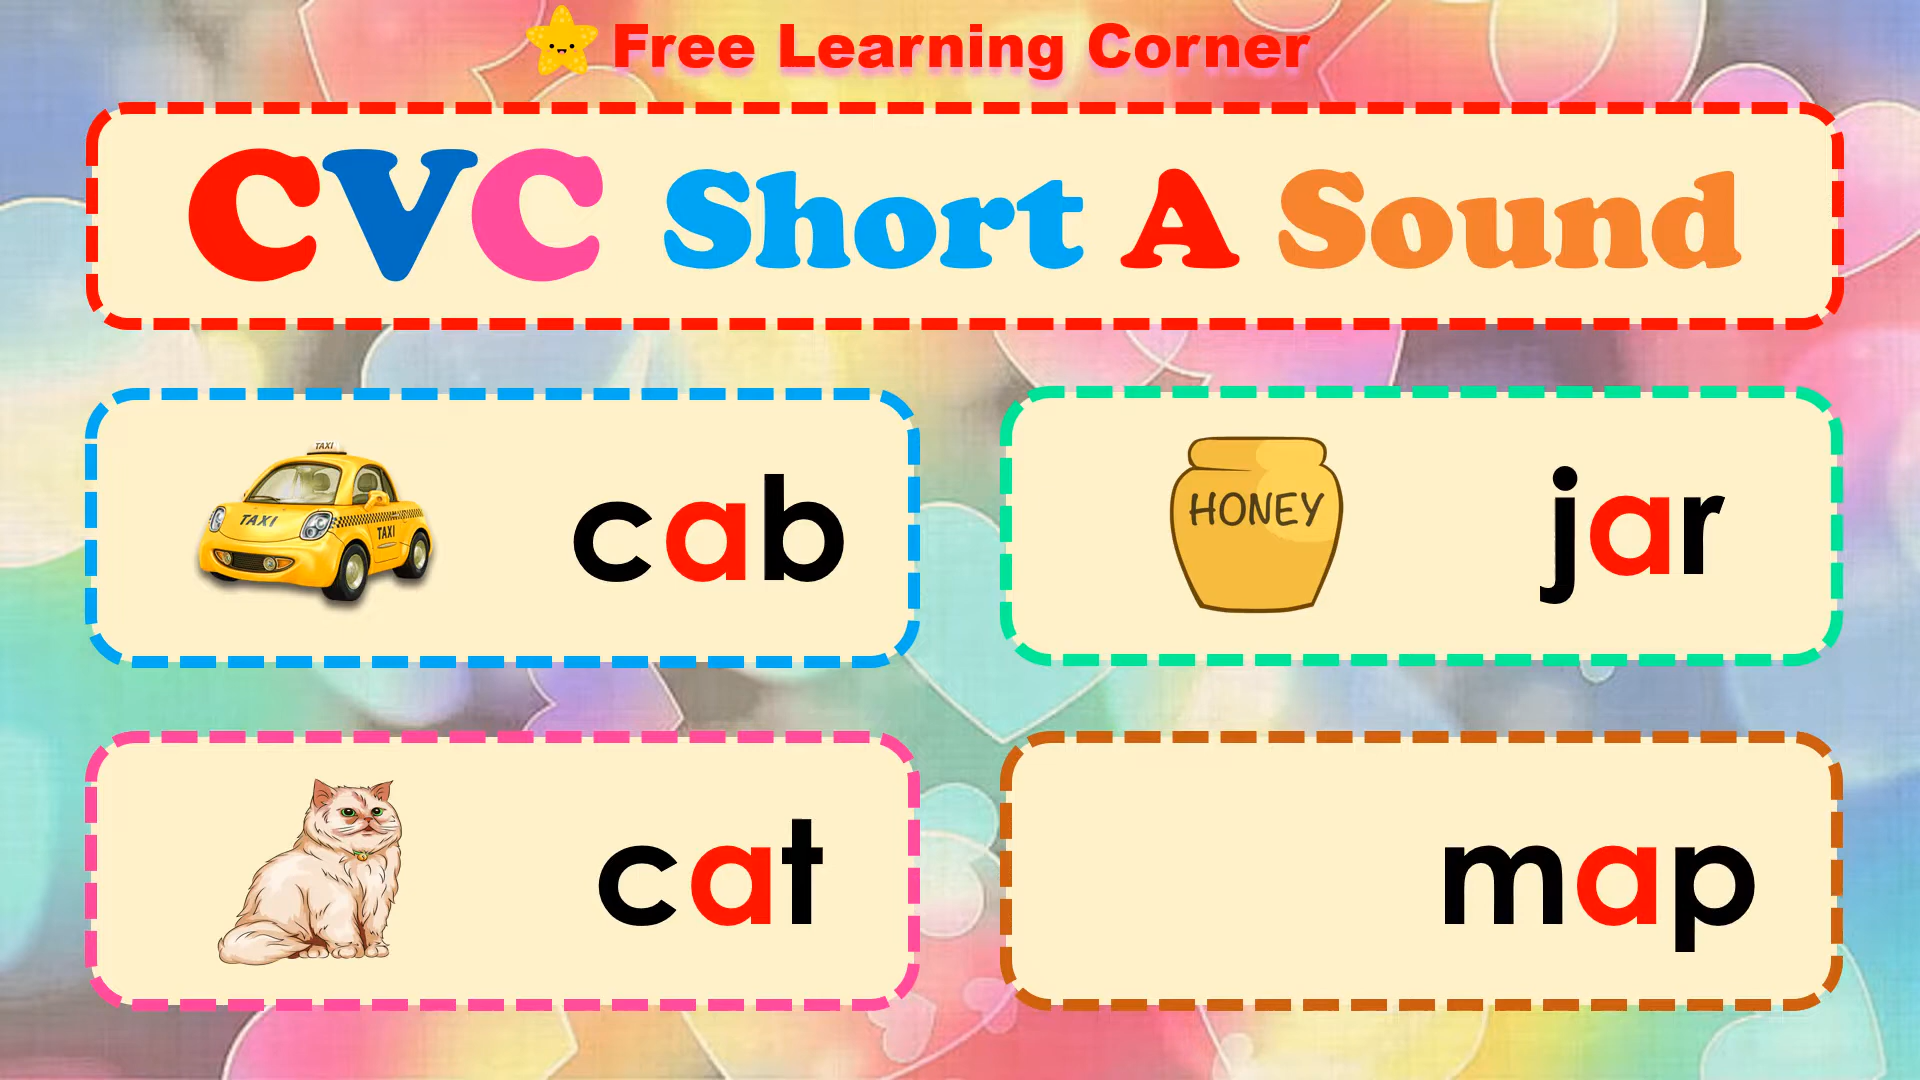 Free Learning Corner
CVC Short A Sound
TAXI
TAXI
TAXI
cab
HONEY
jar
cat
map